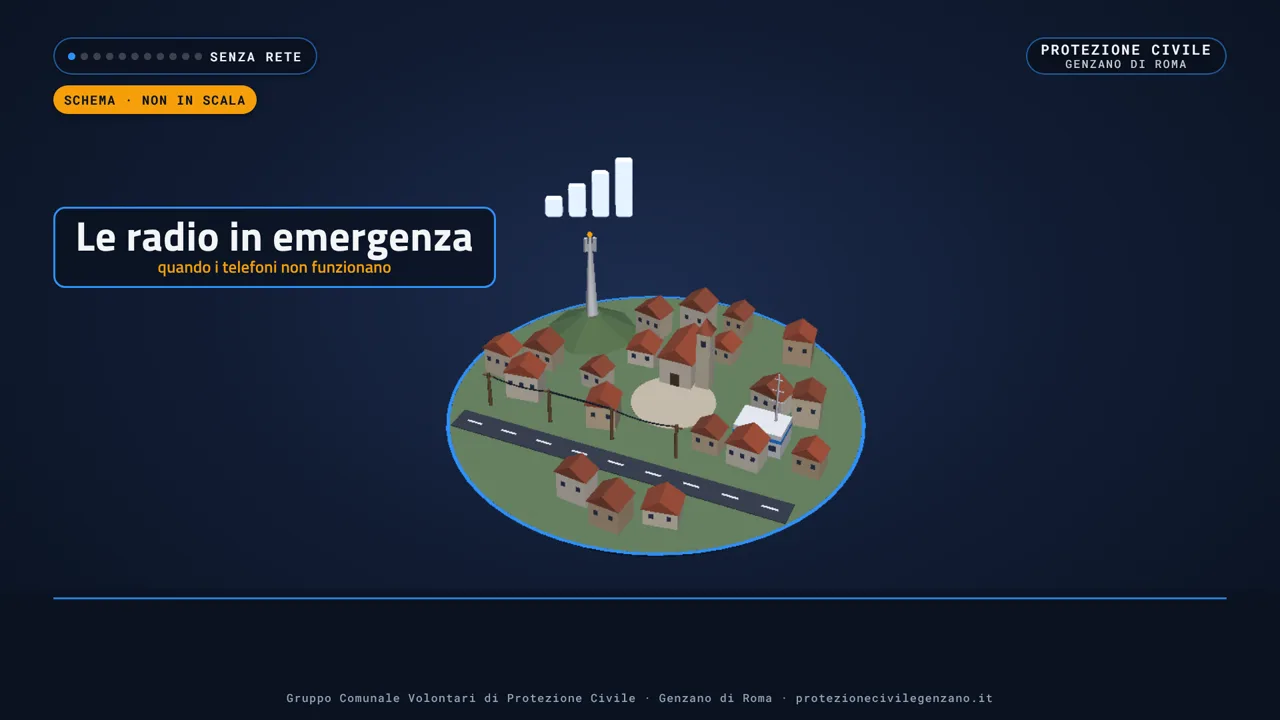 SENZA RETE
PROTEZIONE CIVILE
GENZANO DI ROMA
SCHEMA · NON IN SCALA
Le radio in emergenza
quando i telefoni non funzionano
Gruppo Comunale Volontari di Protezione Civile · Genzano di Roma · protezionecivilegenzano.it